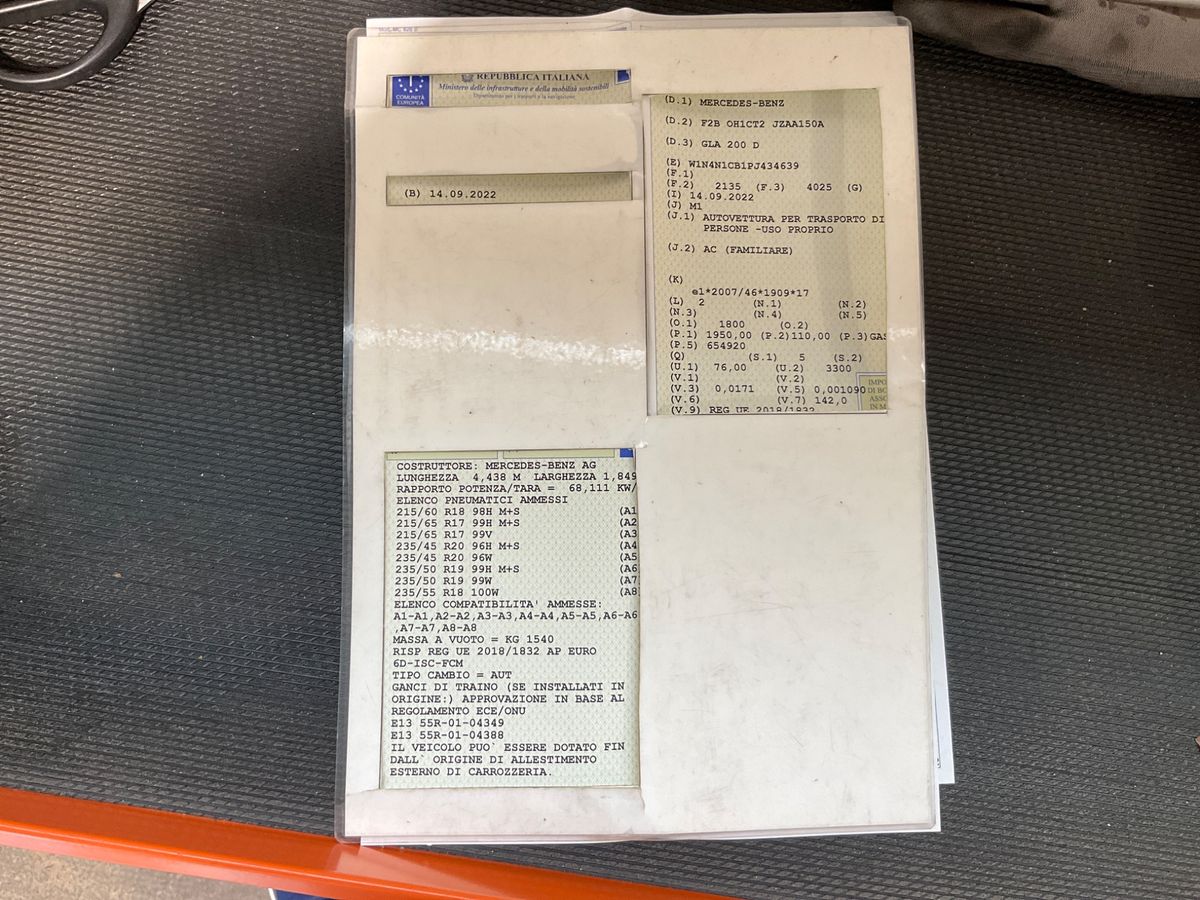 COMUNITÀ
EUROPEA
REPUBBLICA ITALIANA
Ministero delle infrastrutture e della mobilità sostenibili
Dipartimento per i trasporti e la navigazione
(B) 14.09.2022
(D.1) MERCEDES-BENZ
(D.2) F2B OH1CT2 JZAA150A
(D.3) GLA 200 D
(E) W1N4N1CB1PJ434639
(F.1)
(F.2) 2135 (F.3) 4025 (G)
(I) 14.09.2022
(J) M1
(J.1) AUTOVETTURA PER TRASPORTO DI
PERSONE -USO PROPRIO
(J.2) AC (FAMILIARE)
(K)
e1*2007/46*1909*17
(L) 2 (N.1) (N.2)
(N.3) (N.4) (N.5)
(O.1) 1800 (O.2)
(P.1) 1950,00 (P.2)110,00 (P.3)GAS
(P.5) 654920
(Q) (S.1) 5 (S.2)
(U.1) 76,00 (U.2) 3300
(V.1) (V.2)
(V.3) 0,0171 (V.5) 0,001090
(V.6) (V.7) 142,0
(V.9) REG UE 2018/1832
IMPO
DI BO
ASSO
IN M
COSTRUTTORE: MERCEDES-BENZ AG
LUNGHEZZA 4,438 M LARGHEZZA 1,849
RAPPORTO POTENZA/TARA = 68,111 KW/
ELENCO PNEUMATICI AMMESSI
215/60 R18 98H M+S (A1
215/65 R17 99H M+S (A2
215/65 R17 99V (A3
235/45 R20 96H M+S (A4
235/45 R20 96W (A5
235/50 R19 99H M+S (A6
235/50 R19 99W (A7
235/55 R18 100W (A8
ELENCO COMPATIBILITA' AMMESSE:
A1-A1,A2-A2,A3-A3,A4-A4,A5-A5,A6-A6
,A7-A7,A8-A8
MASSA A VUOTO = KG 1540
RISP REG UE 2018/1832 AP EURO
6D-ISC-FCM
TIPO CAMBIO = AUT
GANCI DI TRAINO (SE INSTALLATI IN
ORIGINE:) APPROVAZIONE IN BASE AL
REGOLAMENTO ECE/ONU
E13 55R-01-04349
E13 55R-01-04388
IL VEICOLO PUO` ESSERE DOTATO FIN
DALL` ORIGINE DI ALLESTIMENTO
ESTERNO DI CARROZZERIA.